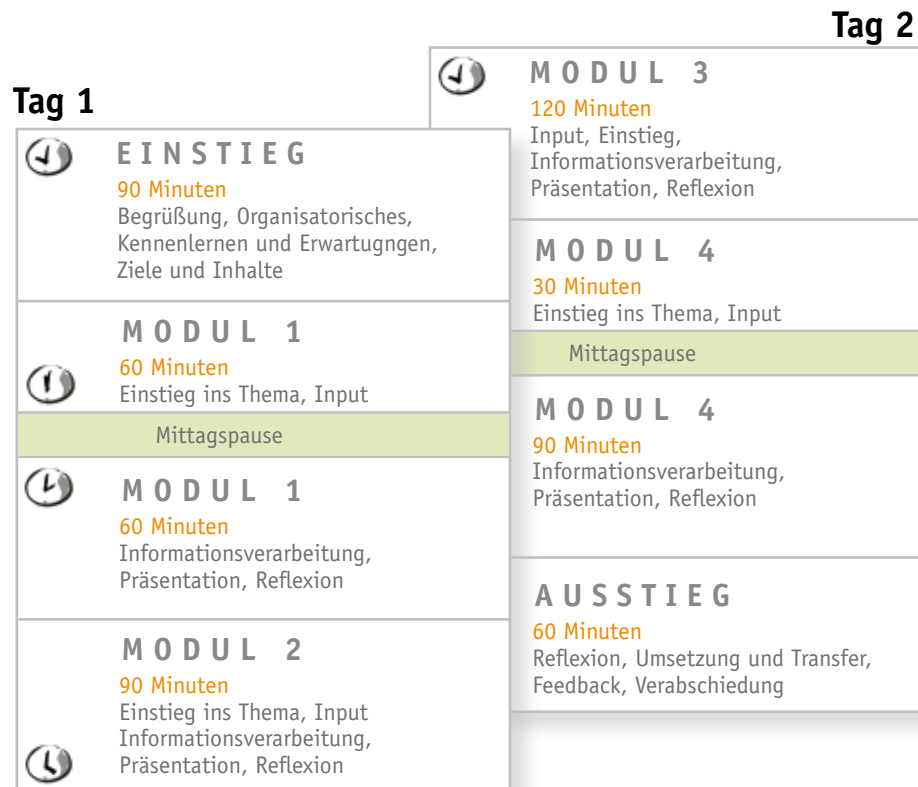 Tag 1
EINSTIEG
90 Minuten
Begrüßung, Organisatorisches,
Kennenlernen und Erwartugngen,
Ziele und Inhalte
MODUL 1
60 Minuten
Einstieg ins Thema, Input
Mittagspause
MODUL 1
60 Minuten
Informationsverarbeitung,
Präsentation, Reflexion
MODUL 2
90 Minuten
Einstieg ins Thema, Input
Informationsverarbeitung,
Präsentation, Reflexion
Tag 2
MODUL 3
120 Minuten
Input, Einstieg,
Informationsverarbeitung,
Präsentation, Reflexion
MODUL 4
30 Minuten
Einstieg ins Thema, Input
Mittagspause
MODUL 4
90 Minuten
Informationsverarbeitung,
Präsentation, Reflexion
AUSSTIEG
60 Minuten
Reflexion, Umsetzung und Transfer,
Feedback, Verabschiedung